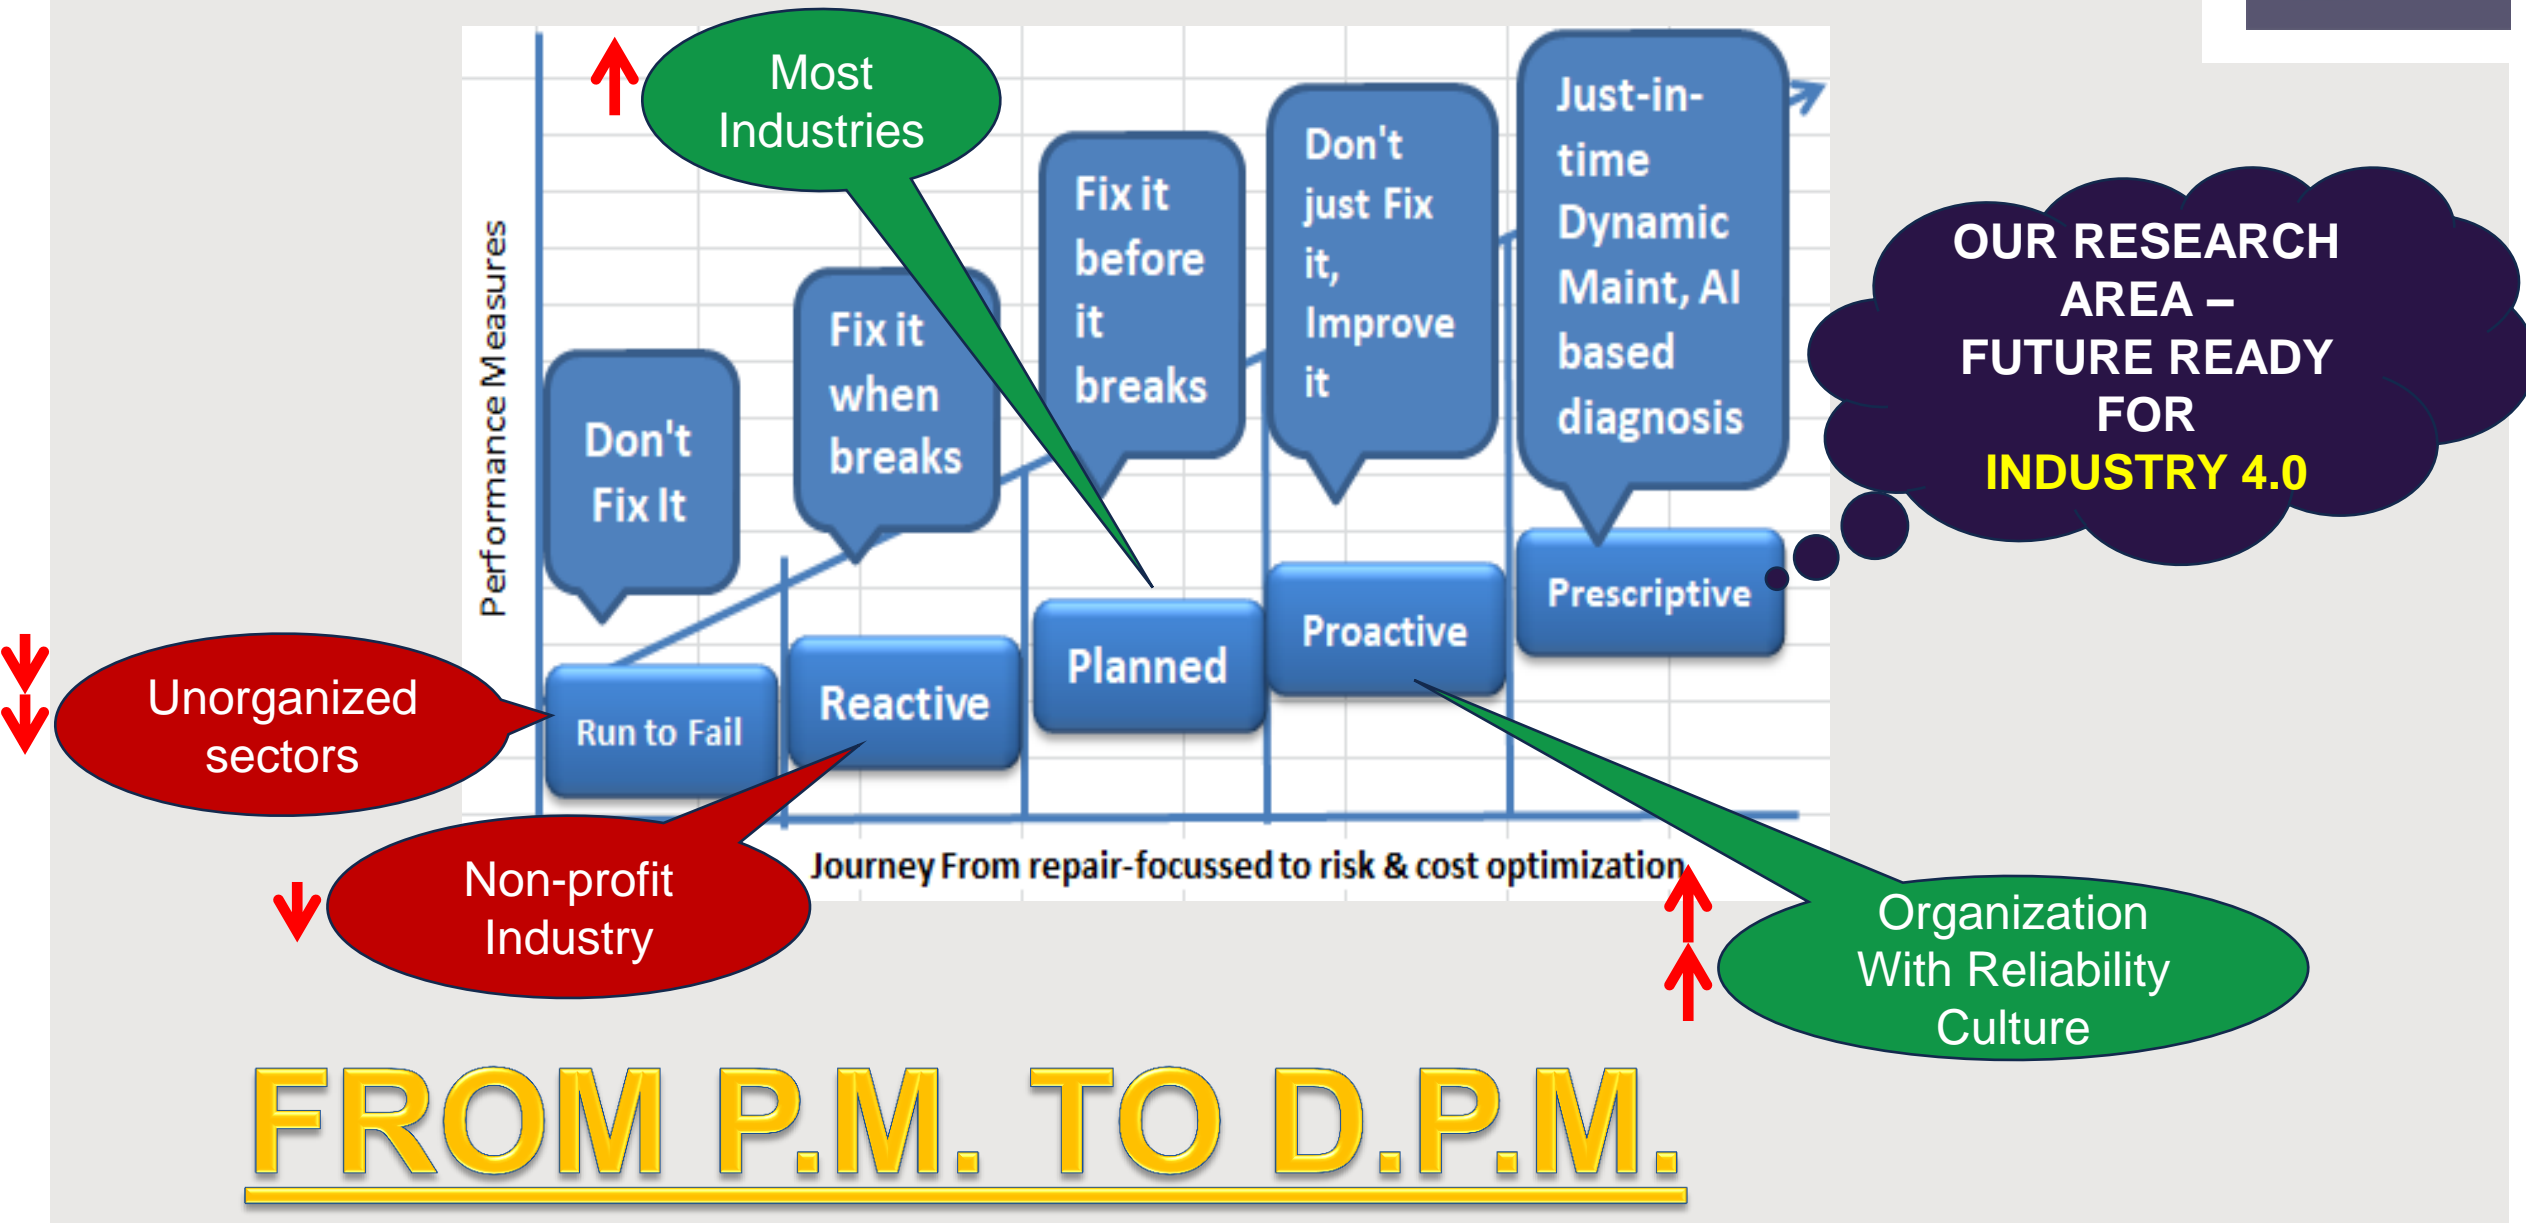 Most
Industries
Just-in-
time
Dynamic
Maint, AI
based
diagnosis
Don't
just Fix
it,
Improve
it
Fix it
before
it
breaks
Fix it
when
breaks
Don't
Fix It
Performance Measures
OUR RESEARCH
AREA –
FUTURE READY
FOR
INDUSTRY 4.0
Run to Fail
Reactive
Planned
Proactive
Prescriptive
Unorganized
sectors
Non-profit
Industry
Journey From repair-focussed to risk & cost optimization
Organization
With Reliability
Culture
FROM P.M. TO D.P.M.